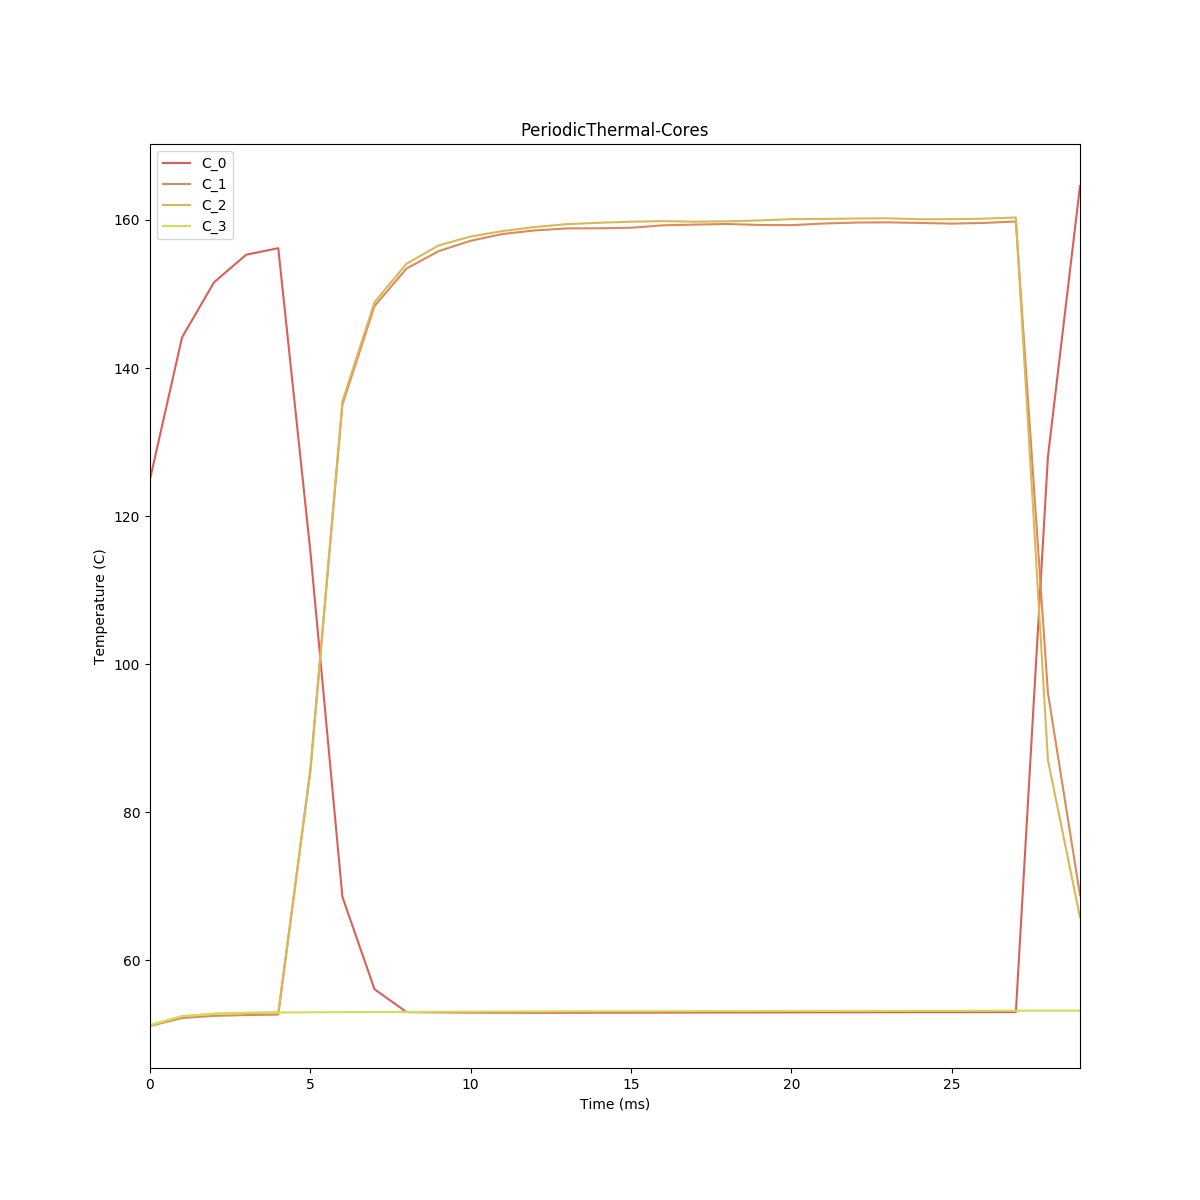 PeriodicThermal-Cores
C_0
C_1
C_2
C_3
160
140
120
100
80
60
Temperature (C)
0 5 10 15 20 25
Time (ms)